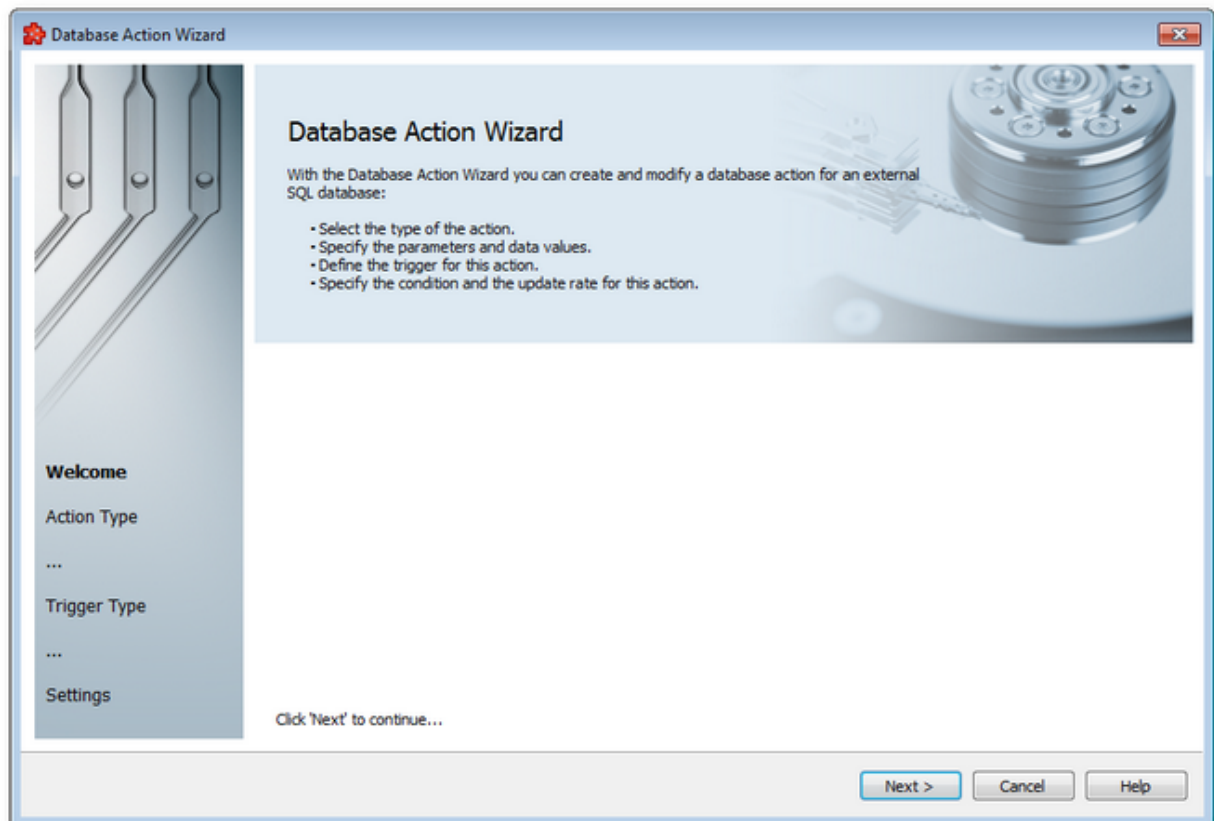 Database Action Wizard
Database Action Wizard
With the Database Action Wizard you can create and modify a database action for an external
SQL database:
- Select the type of the action.
- Specify the parameters and data values.
- Define the trigger for this action.
- Specify the condition and the update rate for this action.
Welcome
Action Type
...
Trigger Type
...
Settings
Click 'Next' to continue...
Next >
Cancel
Help